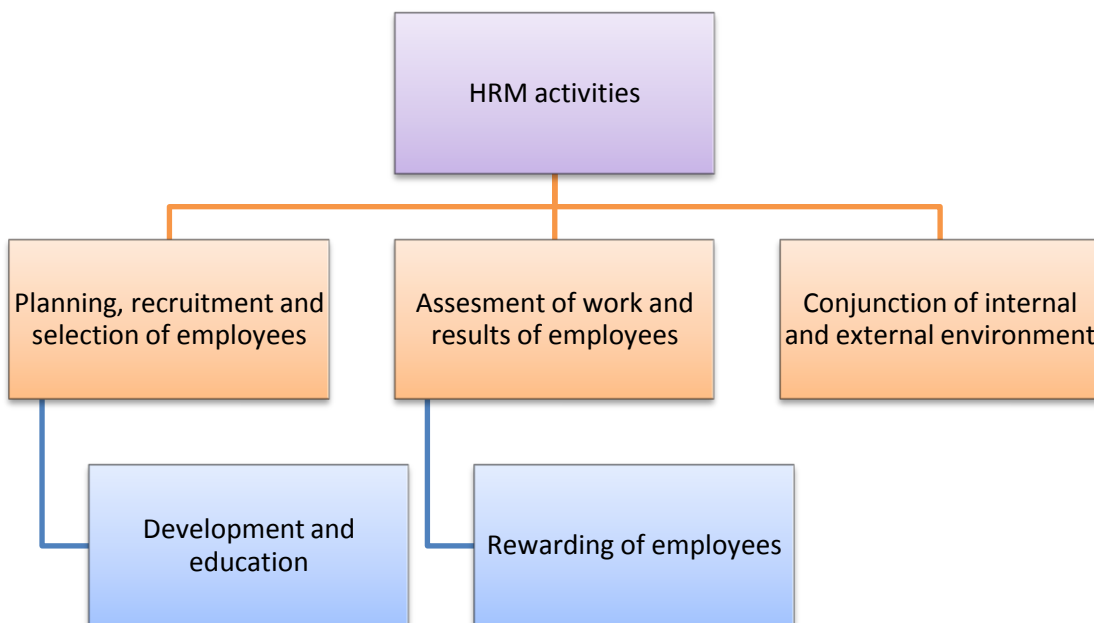 HRM activities
Planning, recruitment and
selection of employees
Assesment of work and
results of employees
Conjunction of internal
and external environment
Development and
education
Rewarding of employees